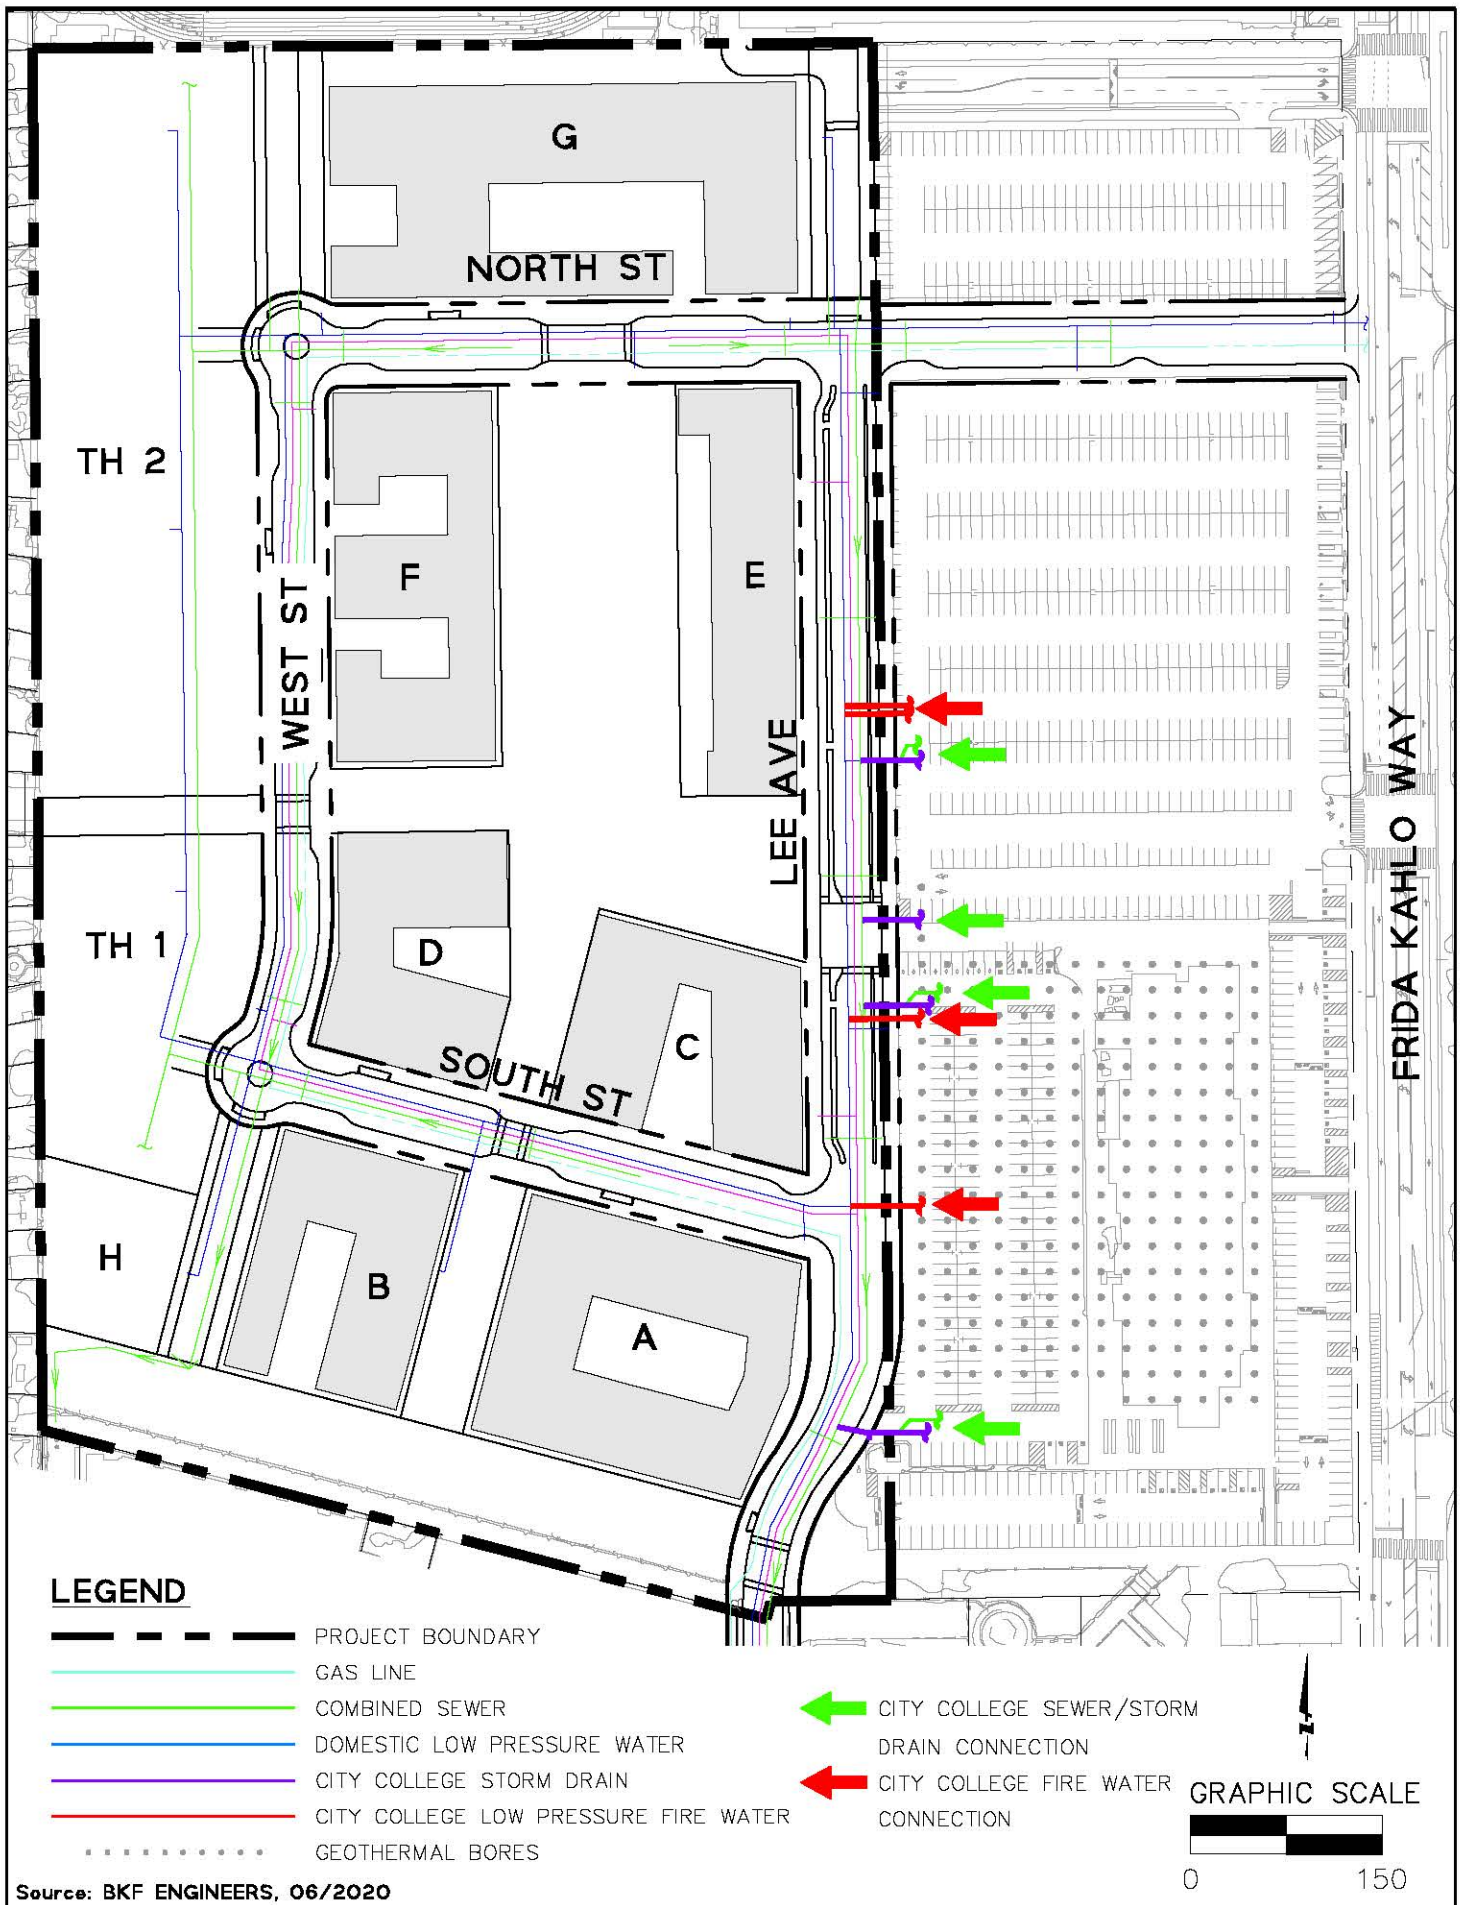 G
NORTH ST
TH 2
F
E
WEST ST
LEE AVE
FRIDA KAHLO WAY
TH 1
D
C
SOUTH ST
H
B
A
LEGEND
PROJECT BOUNDARY
GAS LINE
COMBINED SEWER
DOMESTIC LOW PRESSURE WATER
CITY COLLEGE STORM DRAIN
CITY COLLEGE LOW PRESSURE FIRE WATER
GEOTHERMAL BORES
CITY COLLEGE SEWER/STORM
DRAIN CONNECTION
CITY COLLEGE FIRE WATER
CONNECTION
N
GRAPHIC SCALE
0 150
Source: BKF ENGINEERS, 06/2020